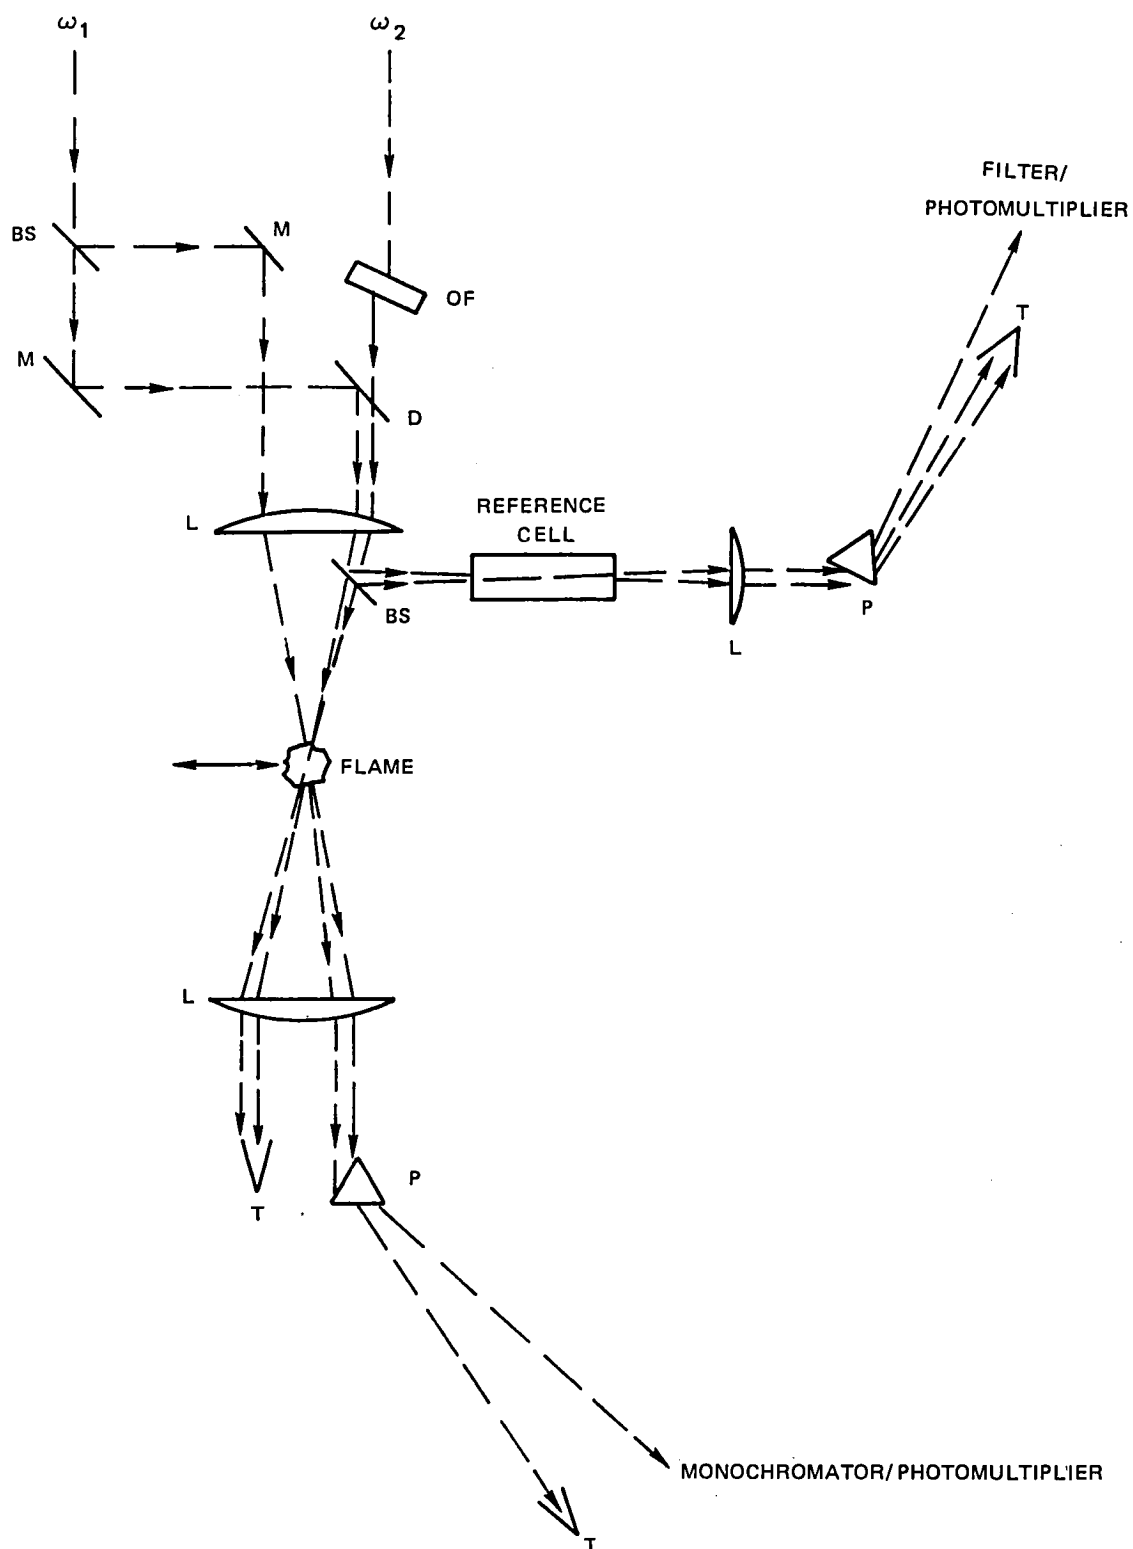 ω1
ω2
FILTER/
PHOTOMULTIPLIER
BS
M
OF
T
M
D
L
REFERENCE
CELL
BS
P
L
FLAME
L
P
T
MONOCHROMATOR/PHOTOMULTIPLIER
T